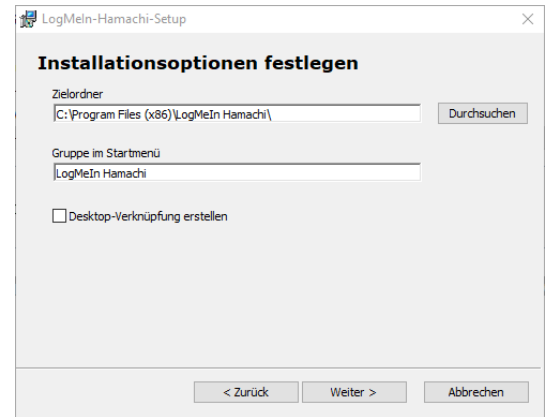 LogMeIn-Hamachi-Setup
Installationsoptionen festlegen
Zielordner
C:\Program Files (x86)\LogMeIn Hamachi\
Durchsuchen
Gruppe im Startmenü
LogMeIn Hamachi
Desktop-Verknüpfung erstellen
< Zurück
Weiter >
Abbrechen